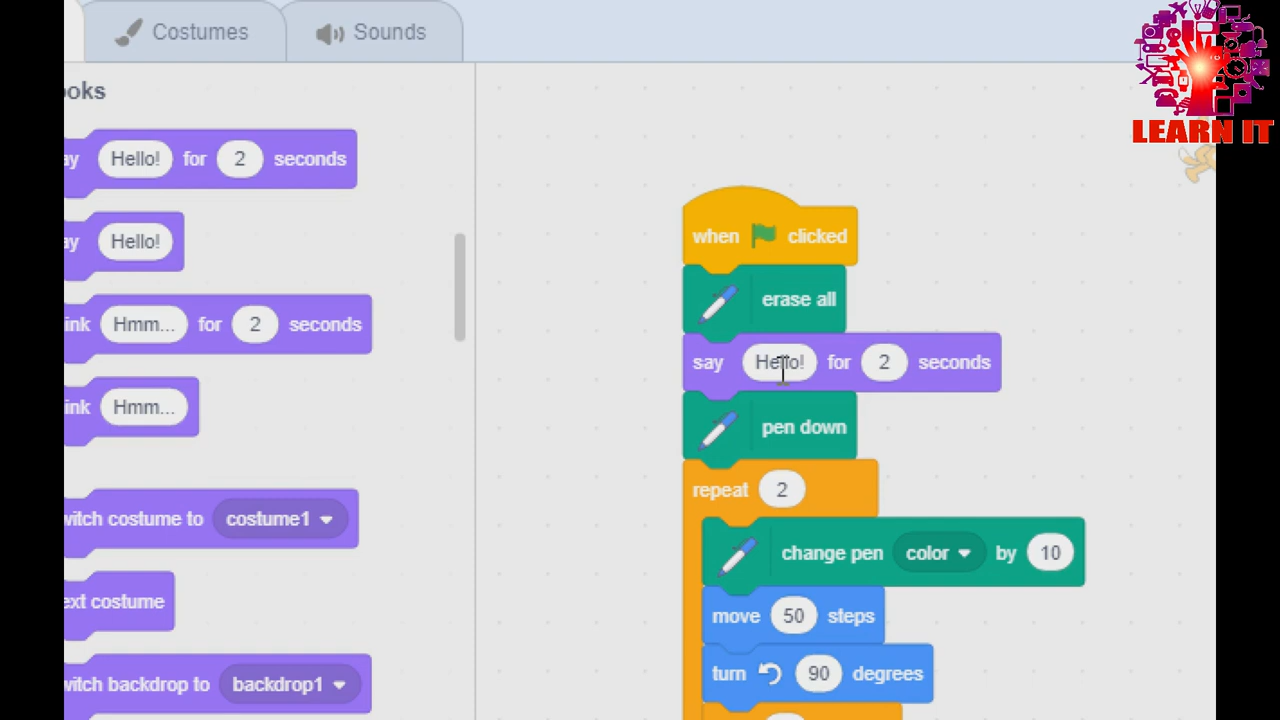 Costumes
Sounds
LEARN IT
ooks
ay Hello! for 2 seconds
ay Hello!
ink Hmm... for 2 seconds
ink Hmm...
witch costume to costume1
ext costume
witch backdrop to backdrop1
when clicked
erase all
say Hello! for 2 seconds
pen down
repeat 2
change pen color by 10
move 50 steps
turn 90 degrees